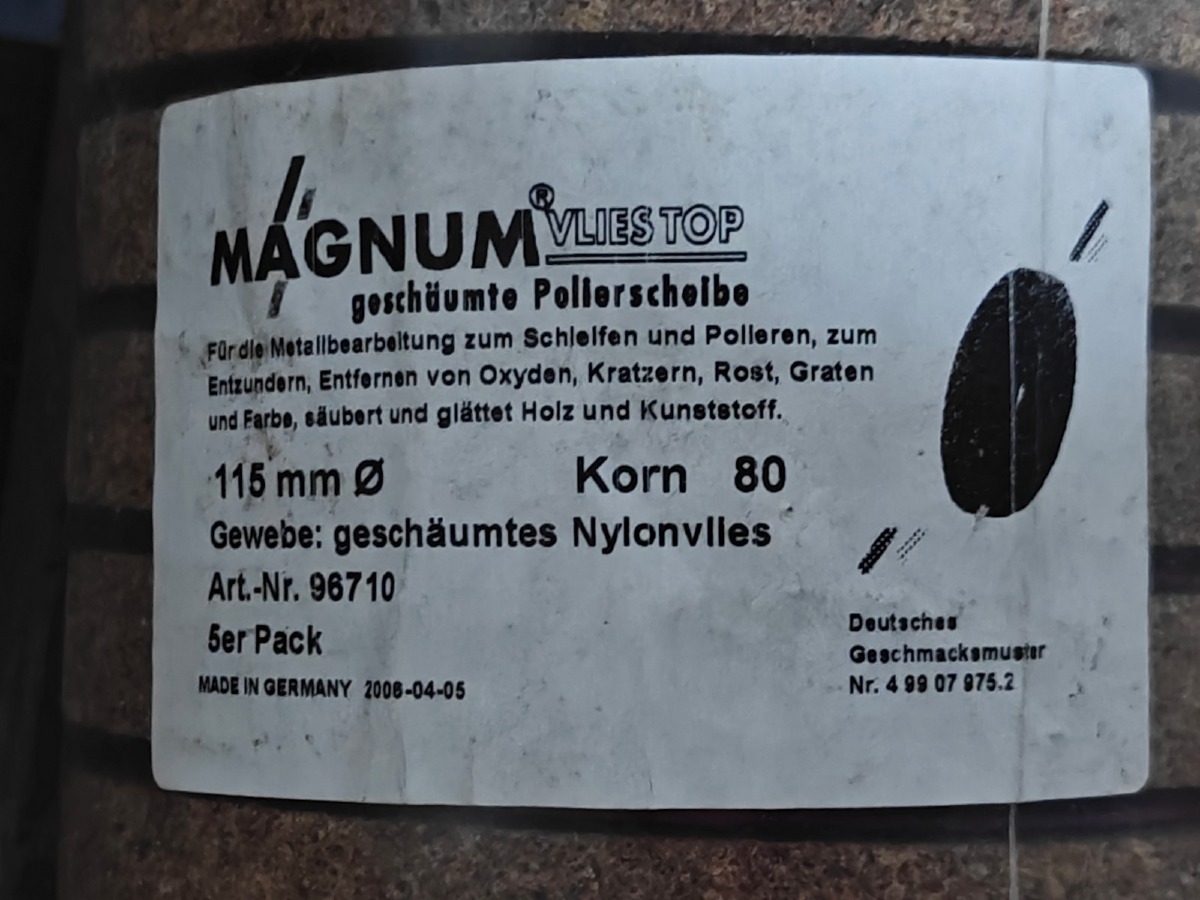 MAGNUM® VLIES TOP
geschäumte Polierscheibe
Für die Metallbearbeitung zum Schleifen und Polieren, zum
Entzundern, Entfernen von Oxyden, Kratzern, Rost, Graten
und Farbe, säubert und glättet Holz und Kunststoff.
115 mm Ø Korn 80
Gewebe: geschäumtes Nylonvlies
Art.-Nr. 96710
5er Pack
MADE IN GERMANY 2006-04-05
Deutsches
Geschmacksmuster
Nr. 4 99 07 975.2